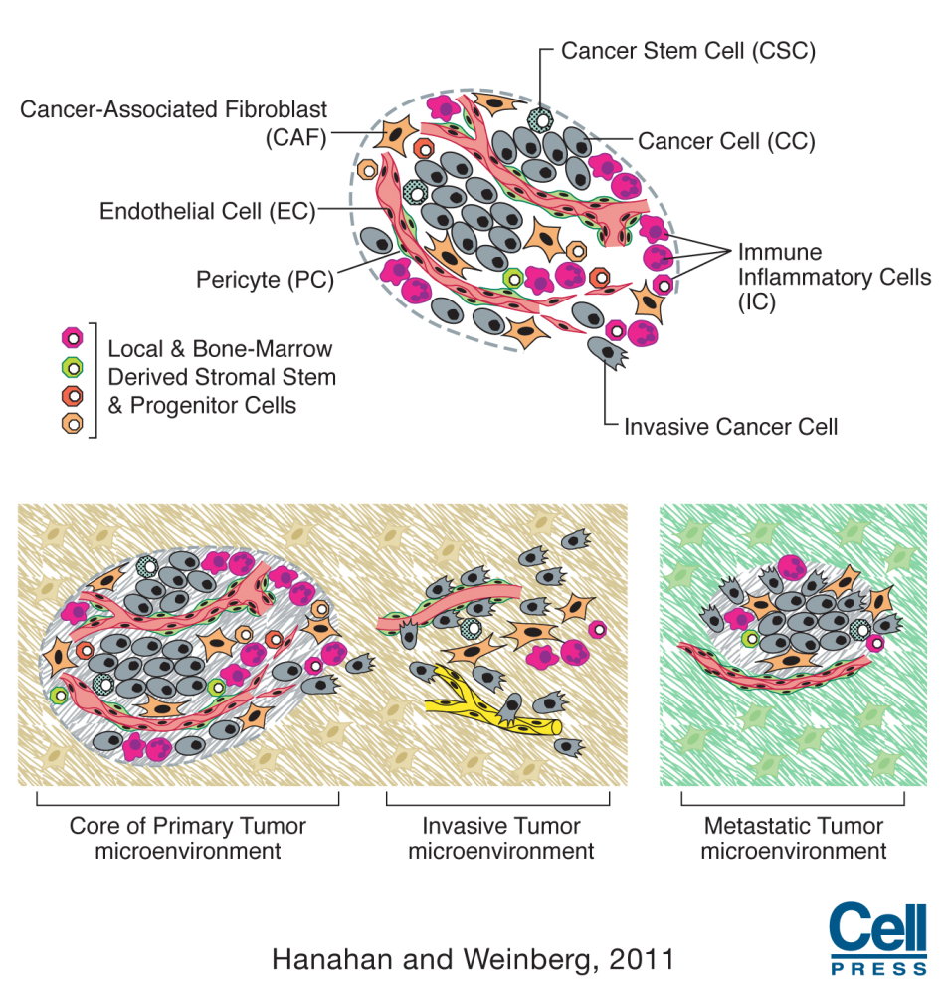 Cancer Stem Cell (CSC)
Cancer-Associated Fibroblast
(CAF)
Cancer Cell (CC)
Endothelial Cell (EC)
Pericyte (PC)
Immune
Inflammatory Cells
(IC)
Local & Bone-Marrow
Derived Stromal Stem
& Progenitor Cells
Invasive Cancer Cell
Core of Primary Tumor
microenvironment
Invasive Tumor
microenvironment
Metastatic Tumor
microenvironment
Hanahan and Weinberg, 2011
Cell
PRESS